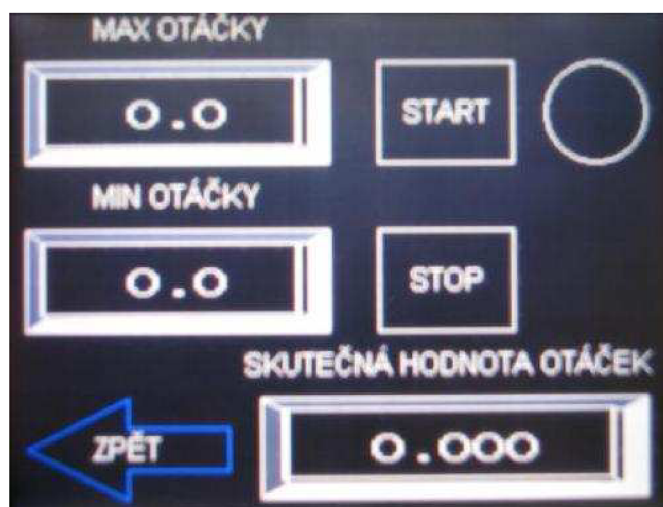 MAX OTÁČKY
0.0
START
MIN OTÁČKY
0.0
STOP
SKUTEČNÁ HODNOTA OTÁČEK
ZPĚT
0.000